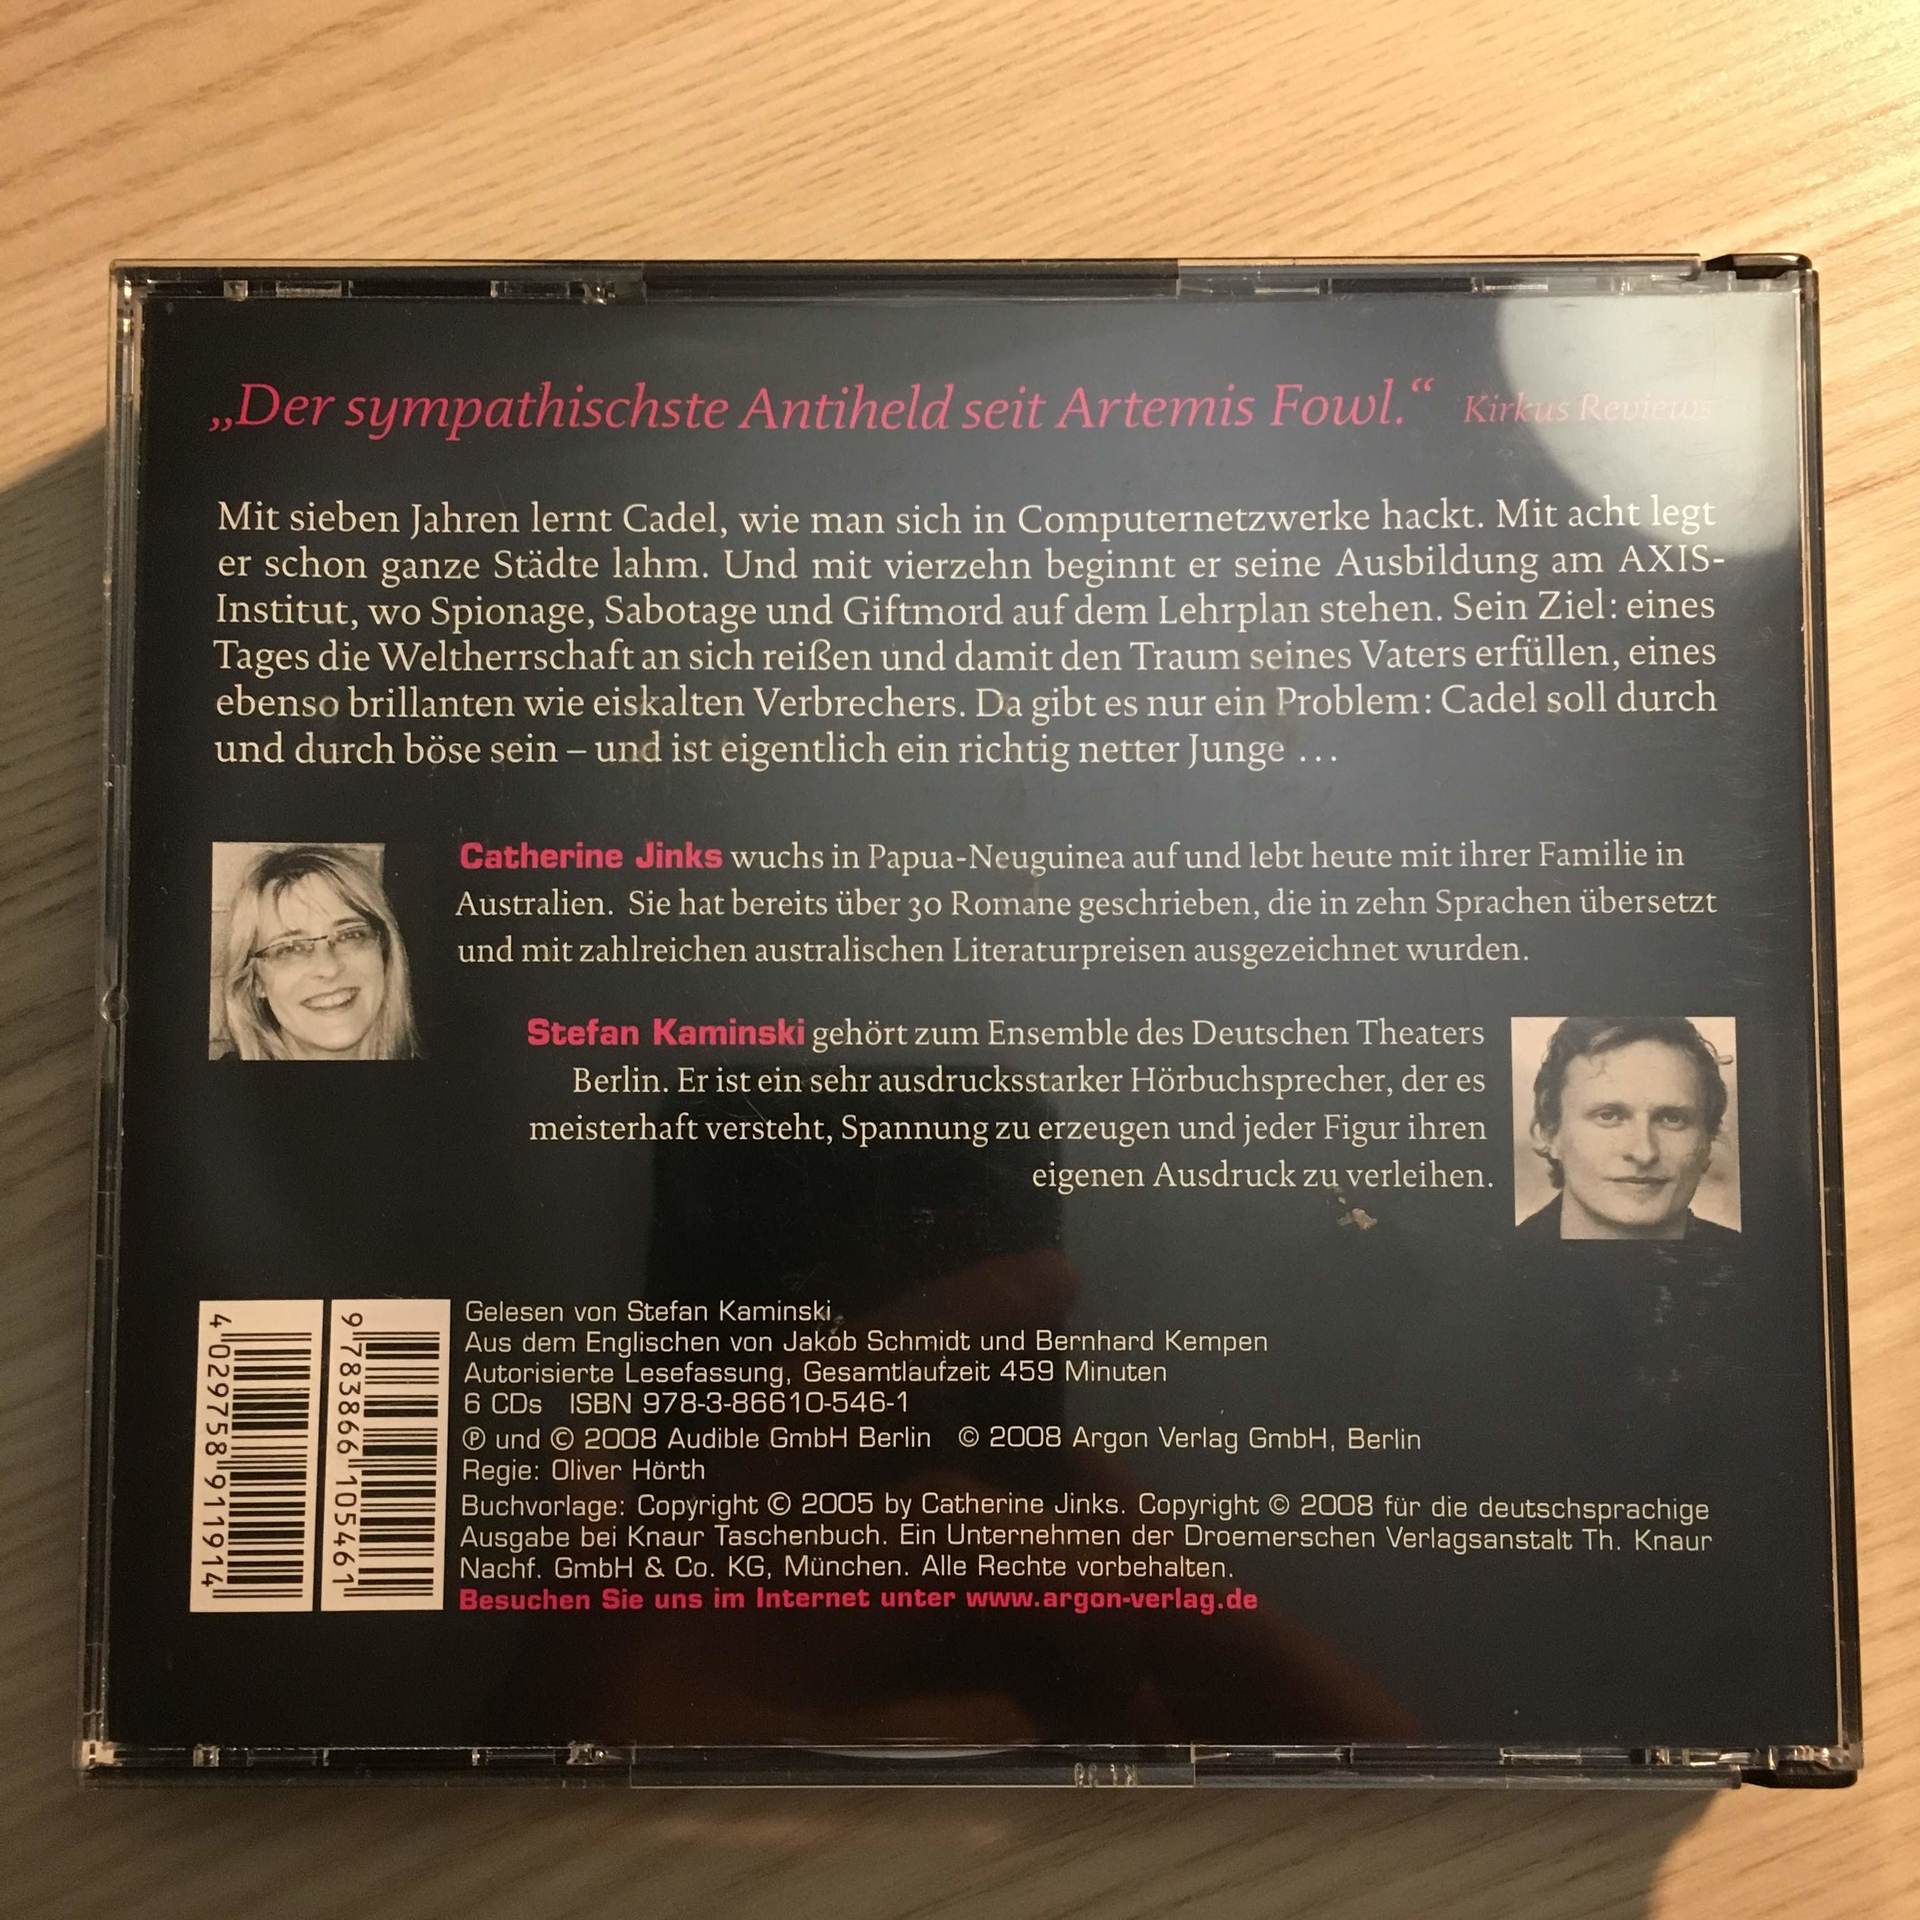 „Der sympathischste Antiheld seit Artemis Fowl.“ Kirkus Reviews
Mit sieben Jahren lernt Cadel, wie man sich in Computernetzwerke hackt. Mit acht legt
er schon ganze Städte lahm. Und mit vierzehn beginnt er seine Ausbildung am AXIS-
Institut, wo Spionage, Sabotage und Giftmord auf dem Lehrplan stehen. Sein Ziel: eines
Tages die Weltherrschaft an sich reißen und damit den Traum seines Vaters erfüllen, eines
ebenso brillanten wie eiskalten Verbrechers. Da gibt es nur ein Problem: Cadel soll durch
und durch böse sein – und ist eigentlich ein richtig netter Junge ...
Catherine Jinks wuchs in Papua-Neuguinea auf und lebt heute mit ihrer Familie in
Australien. Sie hat bereits über 30 Romane geschrieben, die in zehn Sprachen übersetzt
und mit zahlreichen australischen Literaturpreisen ausgezeichnet wurden.
Stefan Kaminski gehört zum Ensemble des Deutschen Theaters
Berlin. Er ist ein sehr ausdrucksstarker Hörbuchsprecher, der es
meisterhaft versteht, Spannung zu erzeugen und jeder Figur ihren
eigenen Ausdruck zu verleihen.
4 029758 911914
9 783866 105461
Gelesen von Stefan Kaminski
Aus dem Englischen von Jakob Schmidt und Bernhard Kempen
Autorisierte Lesefassung, Gesamtlaufzeit 459 Minuten
6 CDs ISBN 978-3-86610-546-1
℗ und © 2008 Audible GmbH Berlin © 2008 Argon Verlag GmbH, Berlin
Regie: Oliver Hörth
Buchvorlage: Copyright © 2005 by Catherine Jinks. Copyright © 2008 für die deutschsprachige
Ausgabe bei Knaur Taschenbuch. Ein Unternehmen der Droemerschen Verlagsanstalt Th. Knaur
Nachf. GmbH & Co. KG, München. Alle Rechte vorbehalten.
Besuchen Sie uns im Internet unter www.argon-verlag.de